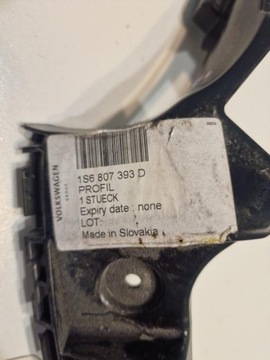 VOLKSWAGEN
1S6 807 393 D
PROFIL
1 STUECK
Expiry date : none
LOT:
Made in Slovakia